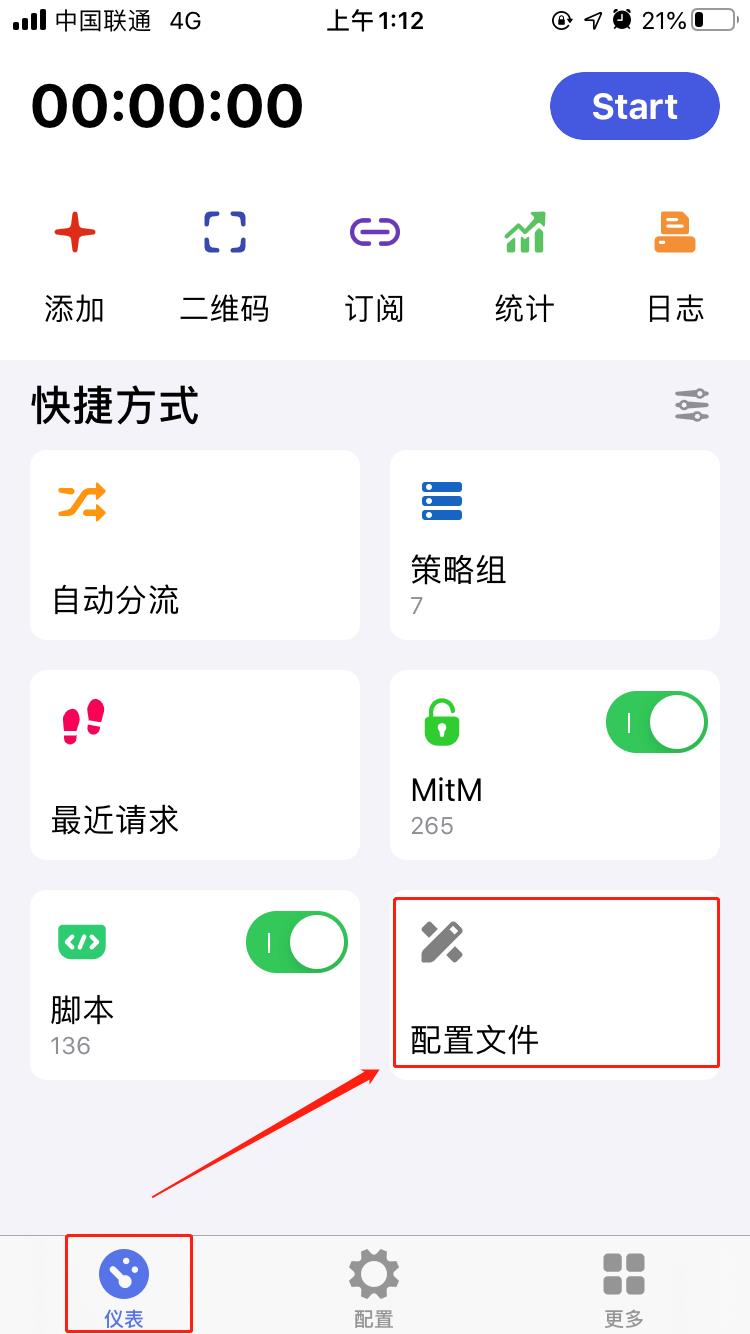 中国联通 4G 上午1:12 21%
00:00:00 Start
添加 二维码 订阅 统计 日志
快捷方式
自动分流
策略组
7
最近请求
MitM
265
脚本
136
配置文件
仪表 配置 更多